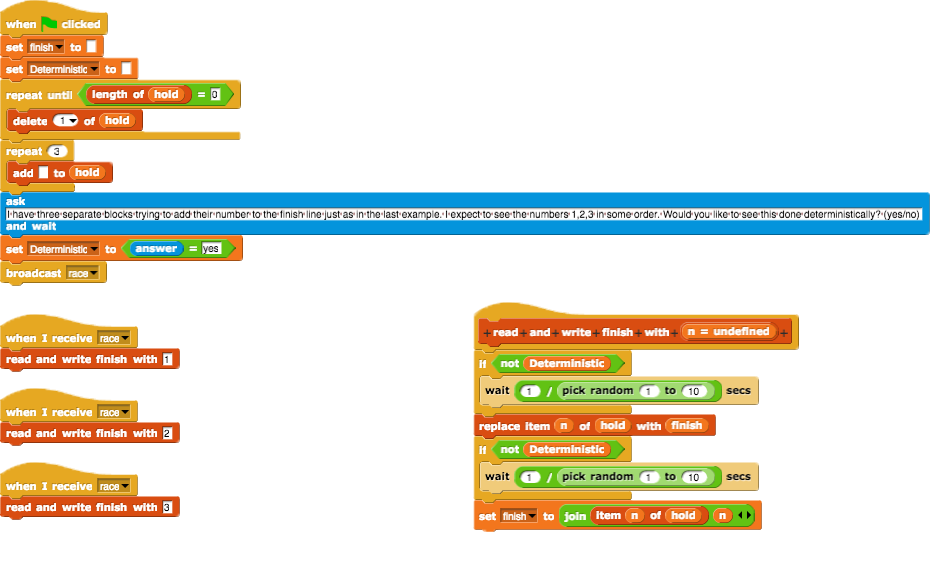 when clicked
set finish to
set Deterministic to
repeat until length of hold = 0
delete 1 of hold
repeat 3
add to hold
ask
I have three separate blocks trying to add their number to the finish line just as in the last example. I expect to see the numbers 1,2,3 in some order. Would you like to see this done deterministically? (yes/no)
and wait
set Deterministic to answer = yes
broadcast race
when I receive race
read and write finish with 1
when I receive race
read and write finish with 2
when I receive race
read and write finish with 3
+ read + and + write + finish + with + n = undefined +
if not Deterministic
wait 1 / pick random 1 to 10 secs
replace item n of hold with finish
if not Deterministic
wait 1 / pick random 1 to 10 secs
set finish to join item n of hold n